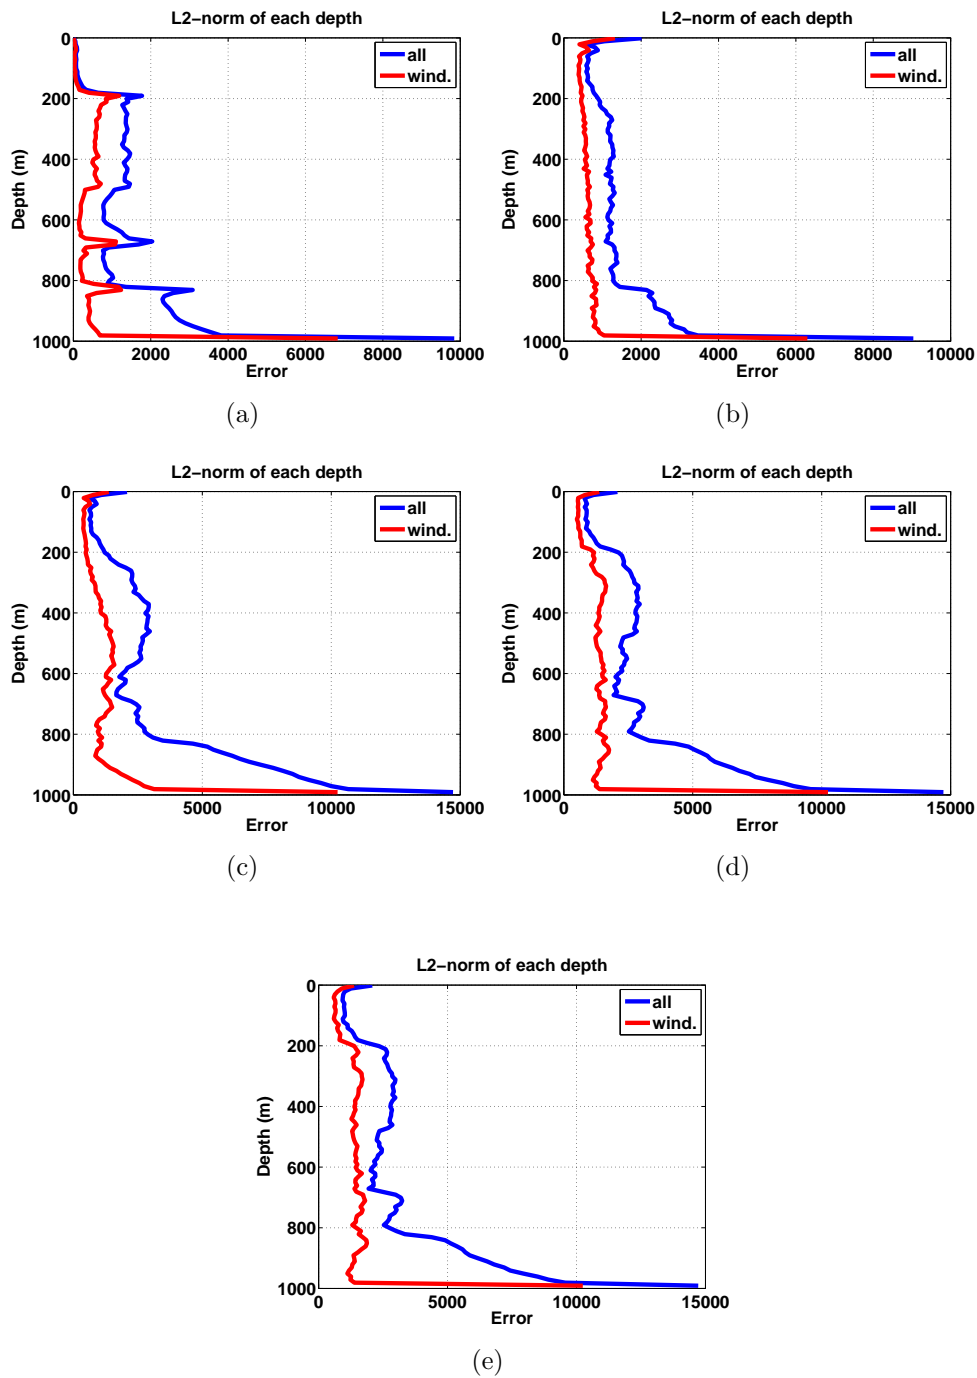 L2−norm of each depth
0
200
400
600
800
1000
Depth (m)
0
2000
4000
6000
8000
10000
Error
all
wind.
(a)
L2−norm of each depth
0
200
400
600
800
1000
Depth (m)
0
2000
4000
6000
8000
10000
Error
all
wind.
(b)
L2−norm of each depth
0
200
400
600
800
1000
Depth (m)
0
5000
10000
15000
Error
all
wind.
(c)
L2−norm of each depth
0
200
400
600
800
1000
Depth (m)
0
5000
10000
15000
Error
all
wind.
(d)
L2−norm of each depth
0
200
400
600
800
1000
Depth (m)
0
5000
10000
15000
Error
all
wind.
(e)